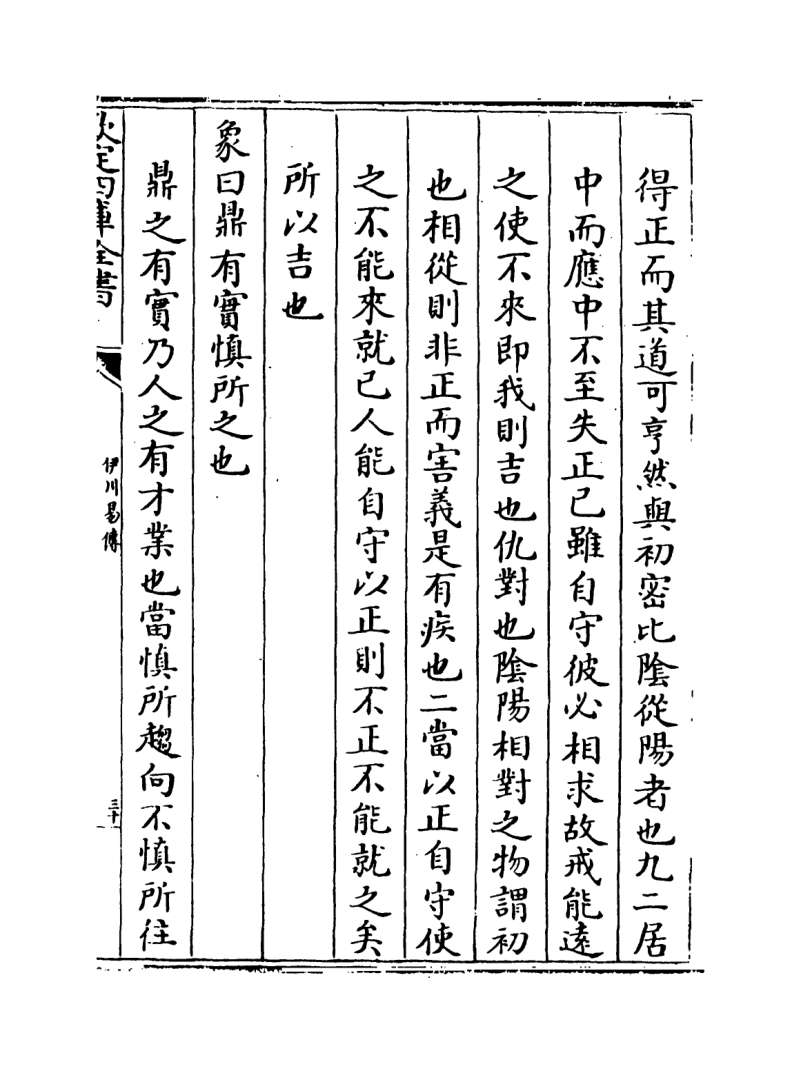 得正而其道可亨然與初密比陰從陽者也九二居
中而應中不至失正已雖自守彼必相求故戒能遠
之使不來即我則吉也仇對也陰陽相對之物謂初
也相從則非正而害義是有疾也二當以正自守使
之不能來就已人能自守以正則不正不能就之矣
所以吉也
象曰鼎有實慎所之也
鼎之有實乃人之有才業也當慎所趨向不慎所往
欽定四庫全書
伊川易傳
三十